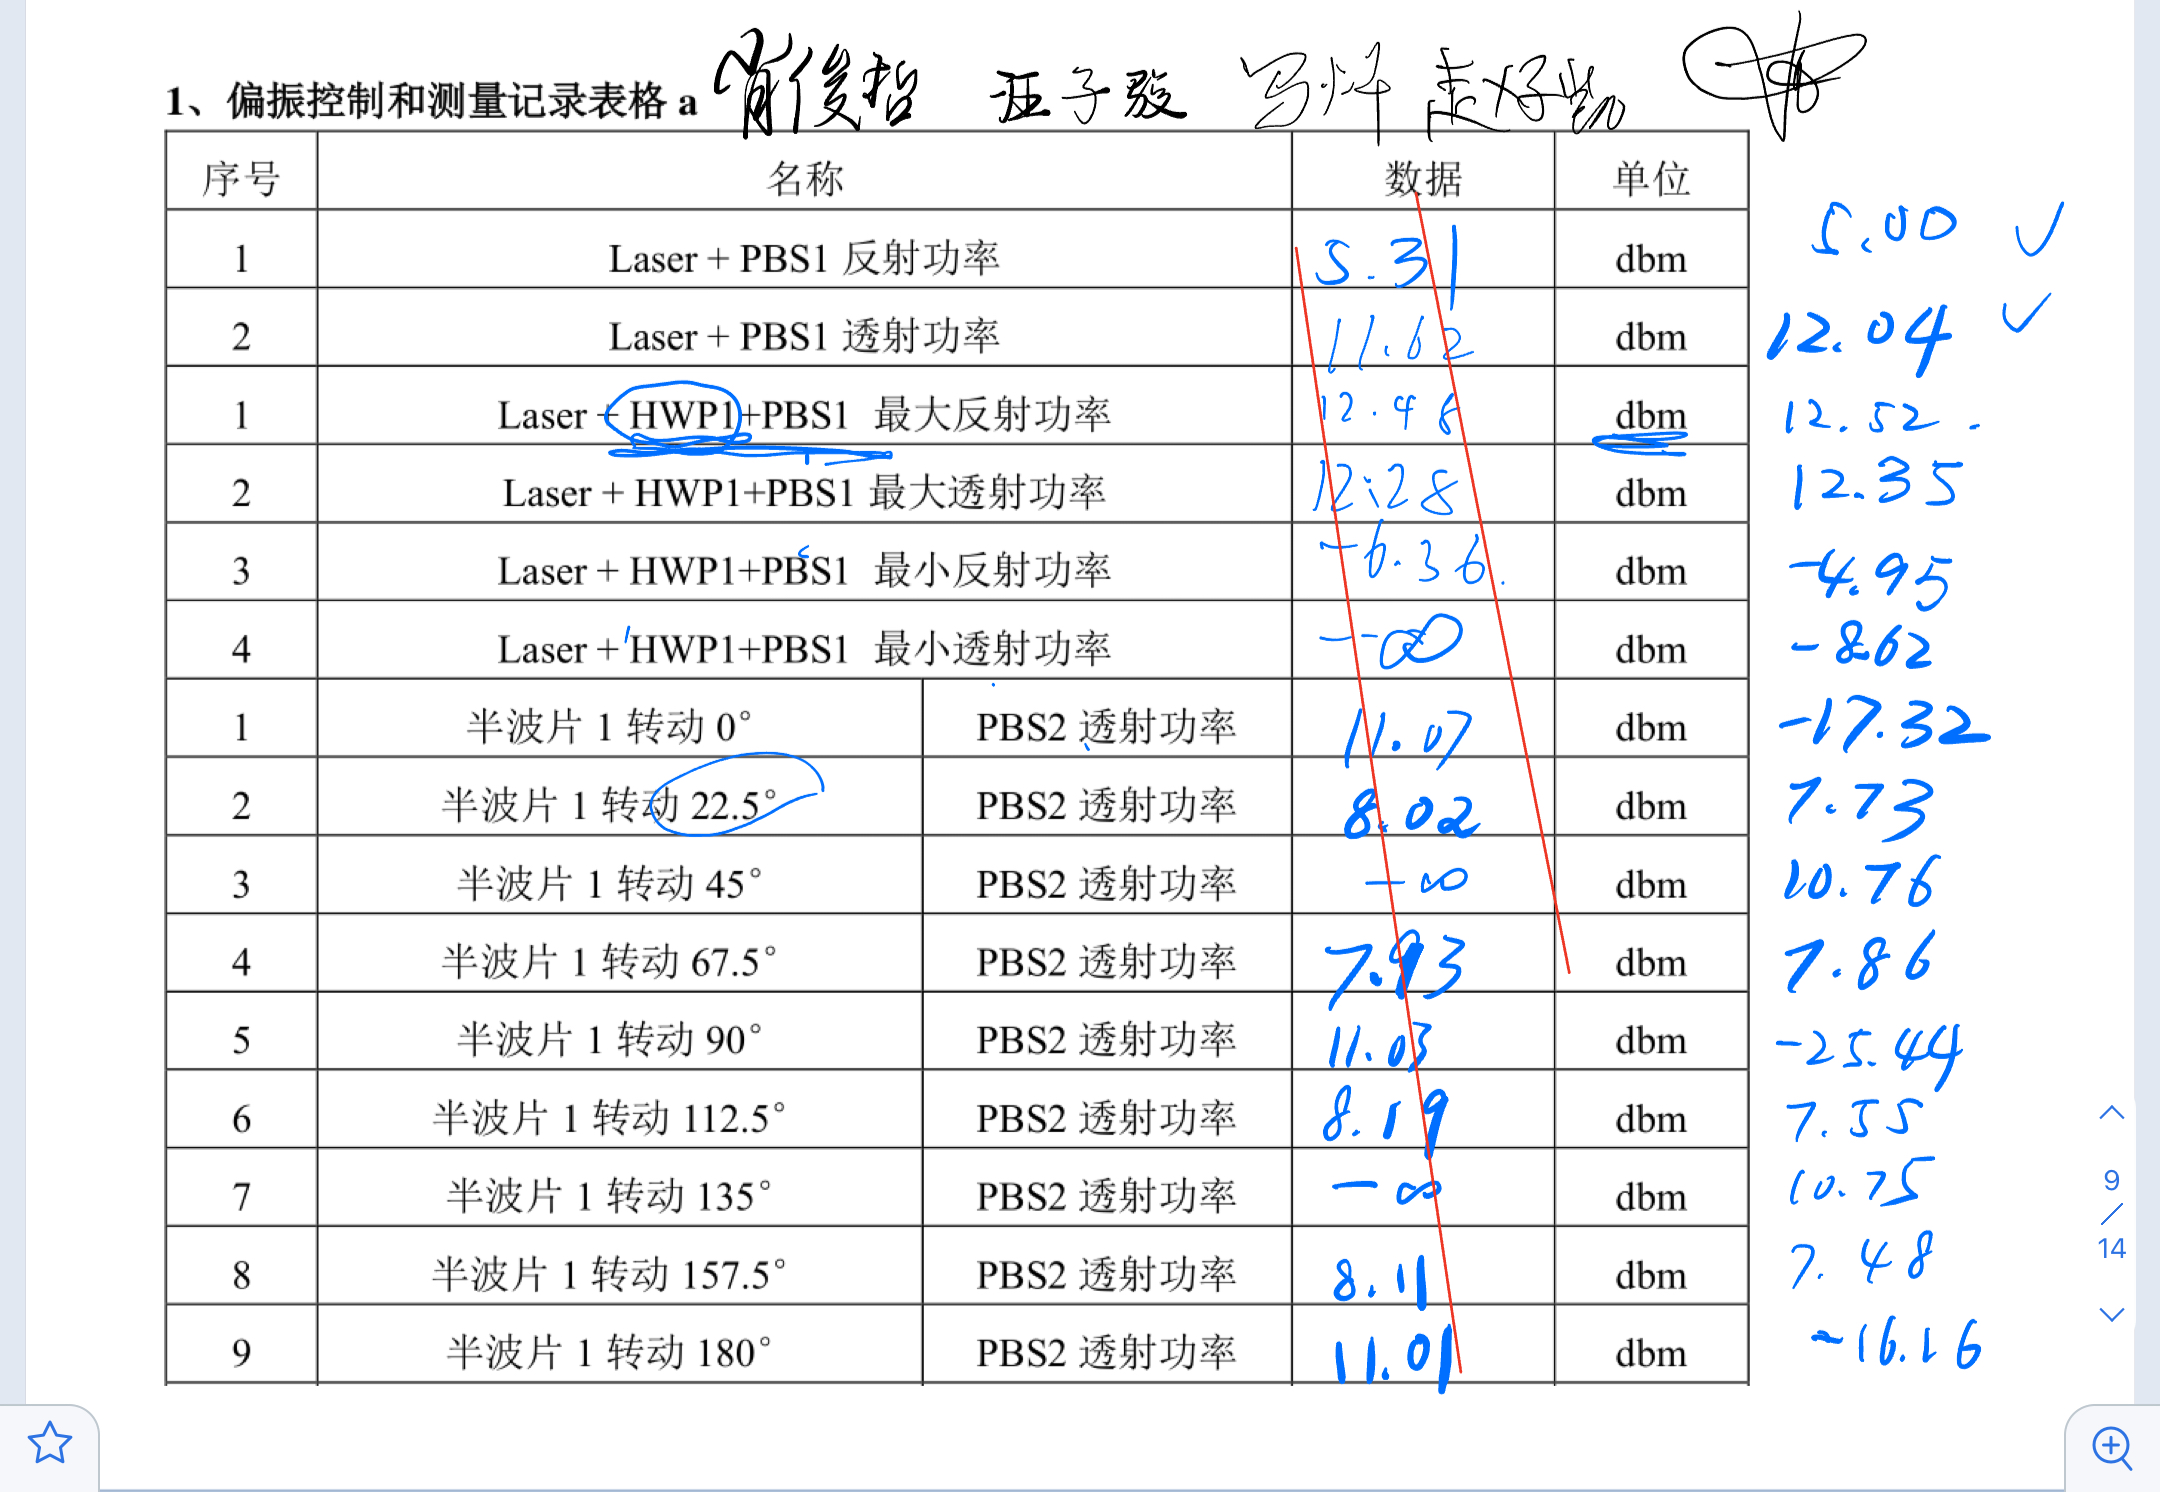 1、偏振控制和测量记录表格 a 肖俊哲 汪子骏
序号 名称 数据 单位
1 Laser + PBS1 反射功率 5.31 dbm 5.00 ✓
2 Laser + PBS1 透射功率 11.62 dbm 12.04 ✓
1 Laser + HWP1+PBS1 最大反射功率 12.48 dbm 12.52.
2 Laser + HWP1+PBS1 最大透射功率 12.28 dbm 12.35
3 Laser + HWP1+PBS1 最小反射功率 -6.36. dbm -4.95
4 Laser + HWP1+PBS1 最小透射功率 -∞ dbm -8.62
1 半波片 1 转动 0° PBS2 透射功率 11.07 dbm -17.32
2 半波片 1 转动 22.5° PBS2 透射功率 8.02 dbm 7.73
3 半波片 1 转动 45° PBS2 透射功率 -∞ dbm 10.76
4 半波片 1 转动 67.5° PBS2 透射功率 7.93 dbm 7.86
5 半波片 1 转动 90° PBS2 透射功率 11.03 dbm -25.44
6 半波片 1 转动 112.5° PBS2 透射功率 8.19 dbm 7.55
7 半波片 1 转动 135° PBS2 透射功率 -∞ dbm 10.75
8 半波片 1 转动 157.5° PBS2 透射功率 8.11 dbm 7.48
9 半波片 1 转动 180° PBS2 透射功率 11.01 dbm -16.16
9
/
14